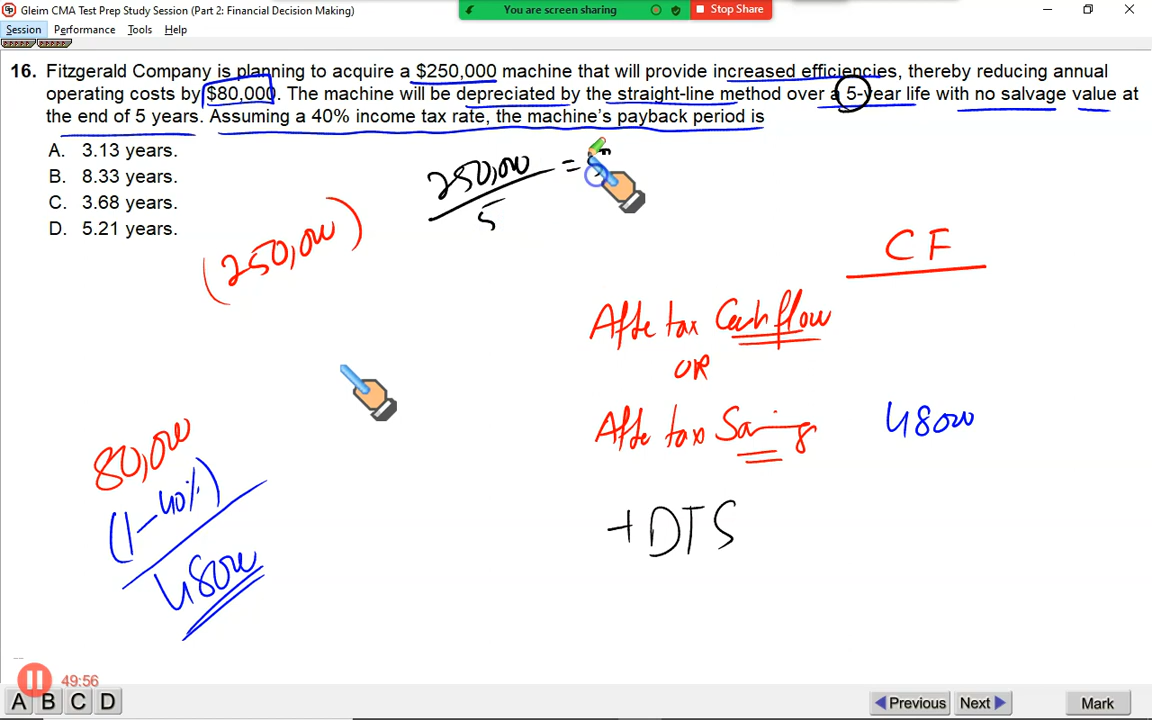 Gleim CMA Test Prep Study Session (Part 2: Financial Decision Making)
You are screen sharing
Stop Share
Session Performance Tools Help
16. Fitzgerald Company is planning to acquire a $250,000 machine that will provide increased efficiencies, thereby reducing annual
operating costs by $80,000. The machine will be depreciated by the straight-line method over a 5-year life with no salvage value at
the end of 5 years. Assuming a 40% income tax rate, the machine's payback period is
A. 3.13 years.
B. 8.33 years.
C. 3.68 years.
D. 5.21 years.
250,000
=
5
(250,000)
CF
Afte tax Cash flow
OR
Afte tax Saving
48000
80,000
(1-40%)
48000
+ DTS
49:56
A B C D
Previous
Next
Mark